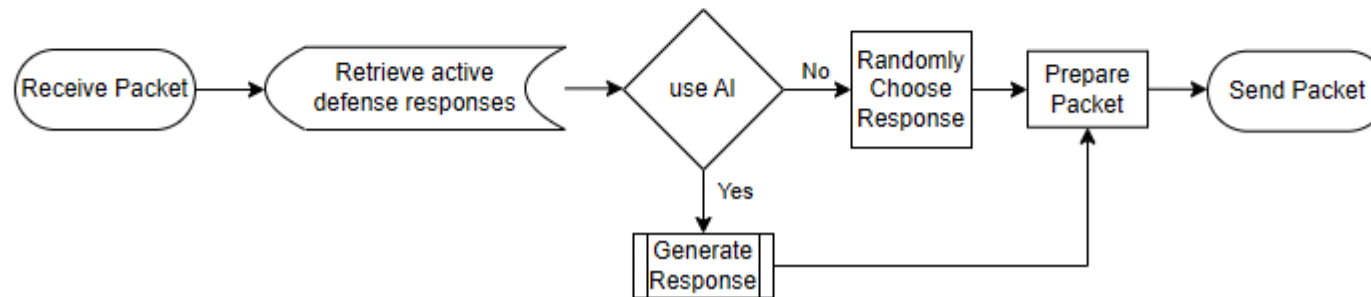 Receive Packet
Retrieve active
defense responses
use AI
No
Randomly
Choose
Response
Prepare
Packet
Send Packet
Yes
Generate
Response